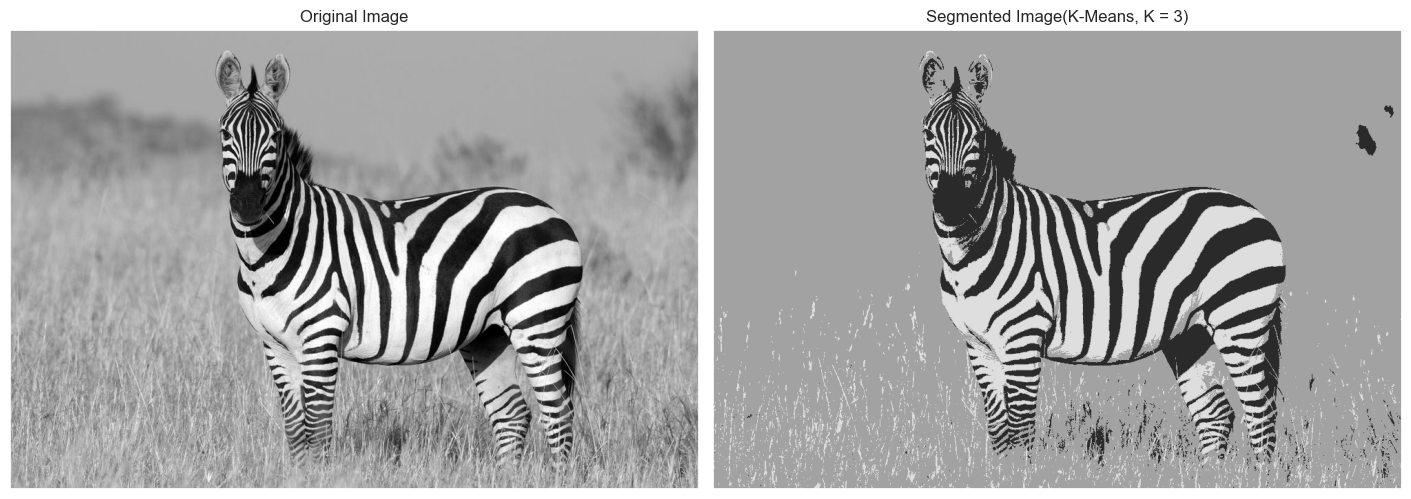 Original Image
Segmented Image(K-Means, K = 3)